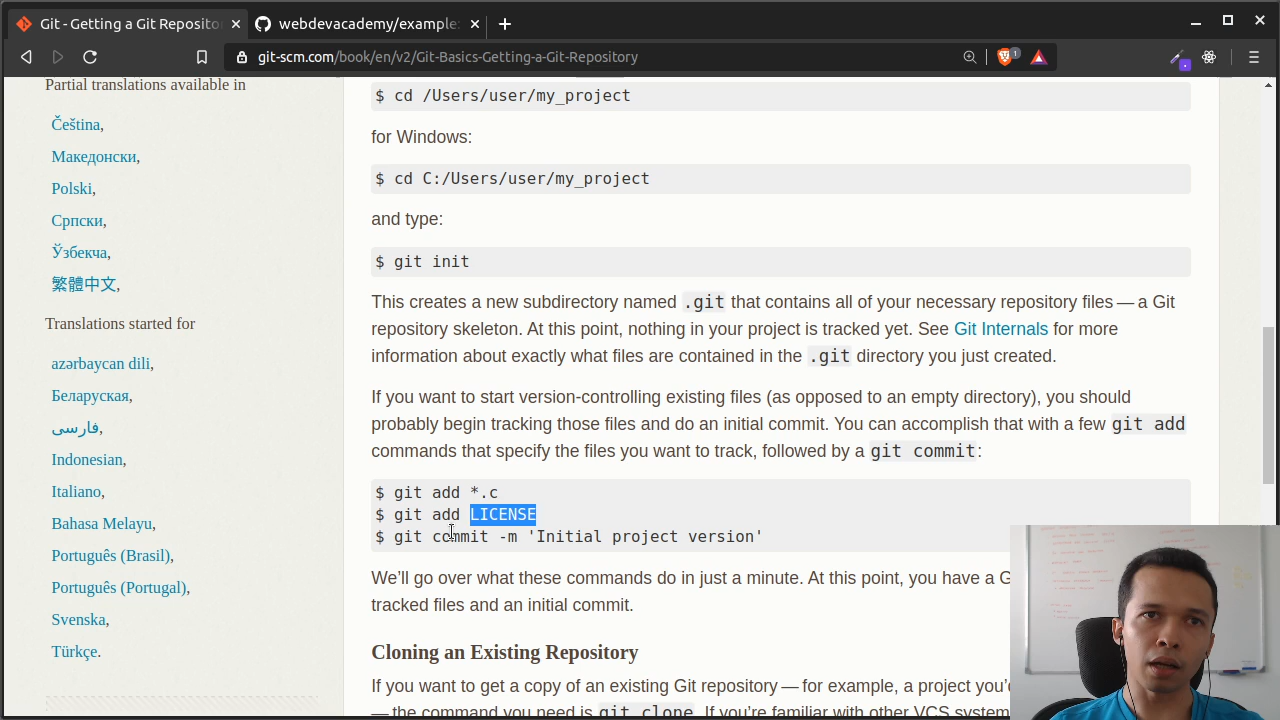 Git - Getting a Git Repositor
webdevacademy/example
git-scm.com/book/en/v2/Git-Basics-Getting-a-Git-Repository
1
Partial translations available in
Čeština,
Македонски,
Polski,
Српски,
Ўзбекча,
繁體中文,
Translations started for
azərbaycan dili,
Беларуская,
فارسی,
Indonesian,
Italiano,
Bahasa Melayu,
Português (Brasil),
Português (Portugal),
Svenska,
Türkçe.
$ cd /Users/user/my_project
for Windows:
$ cd C:/Users/user/my_project
and type:
$ git init
This creates a new subdirectory named .git that contains all of your necessary repository files — a Git
repository skeleton. At this point, nothing in your project is tracked yet. See Git Internals for more
information about exactly what files are contained in the .git directory you just created.
If you want to start version-controlling existing files (as opposed to an empty directory), you should
probably begin tracking those files and do an initial commit. You can accomplish that with a few git add
commands that specify the files you want to track, followed by a git commit:
$ git add *.c
$ git add LICENSE
$ git commit -m 'Initial project version'
We’ll go over what these commands do in just a minute. At this point, you have a G
tracked files and an initial commit.
Cloning an Existing Repository
If you want to get a copy of an existing Git repository — for example, a project you’
— the command you need is git clone. If you’re familiar with other VCS system